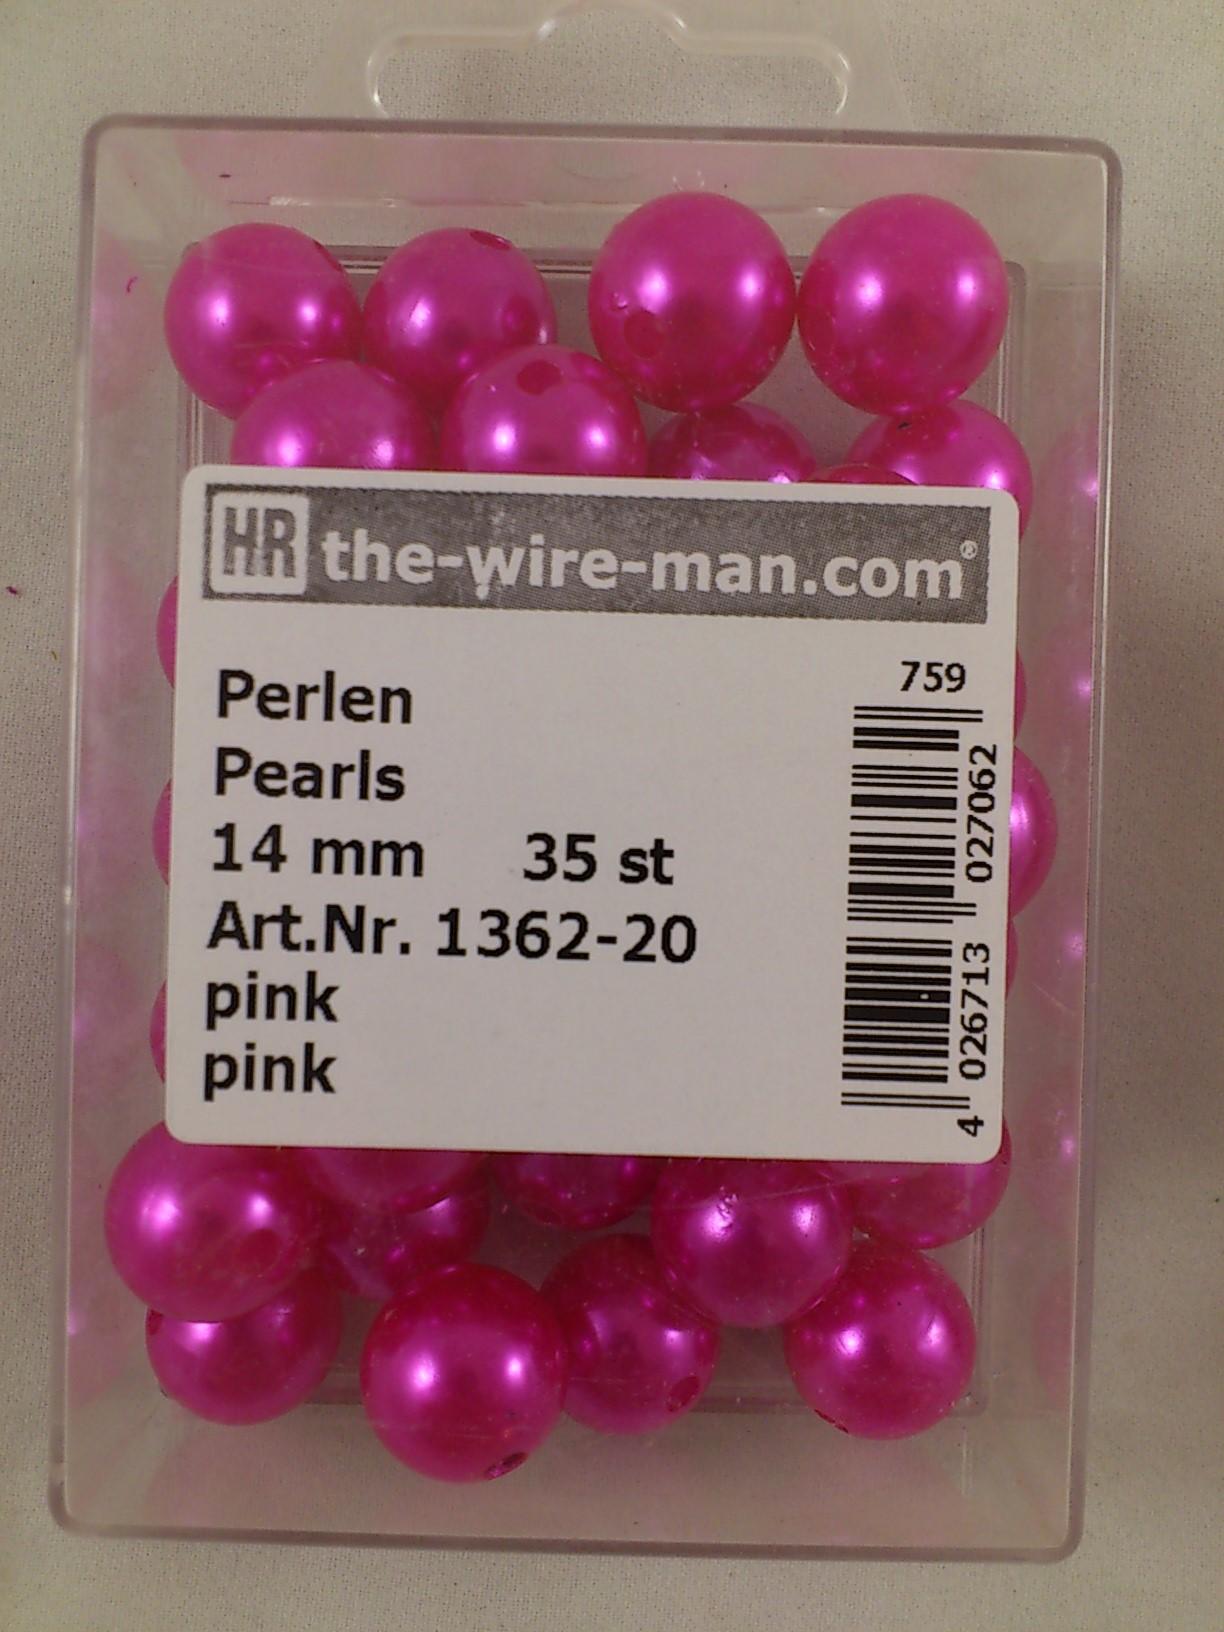 HR the-wire-man.com®
759
Perlen
Pearls
14 mm 35 st
Art.Nr. 1362-20
pink
pink
4 026713 027062